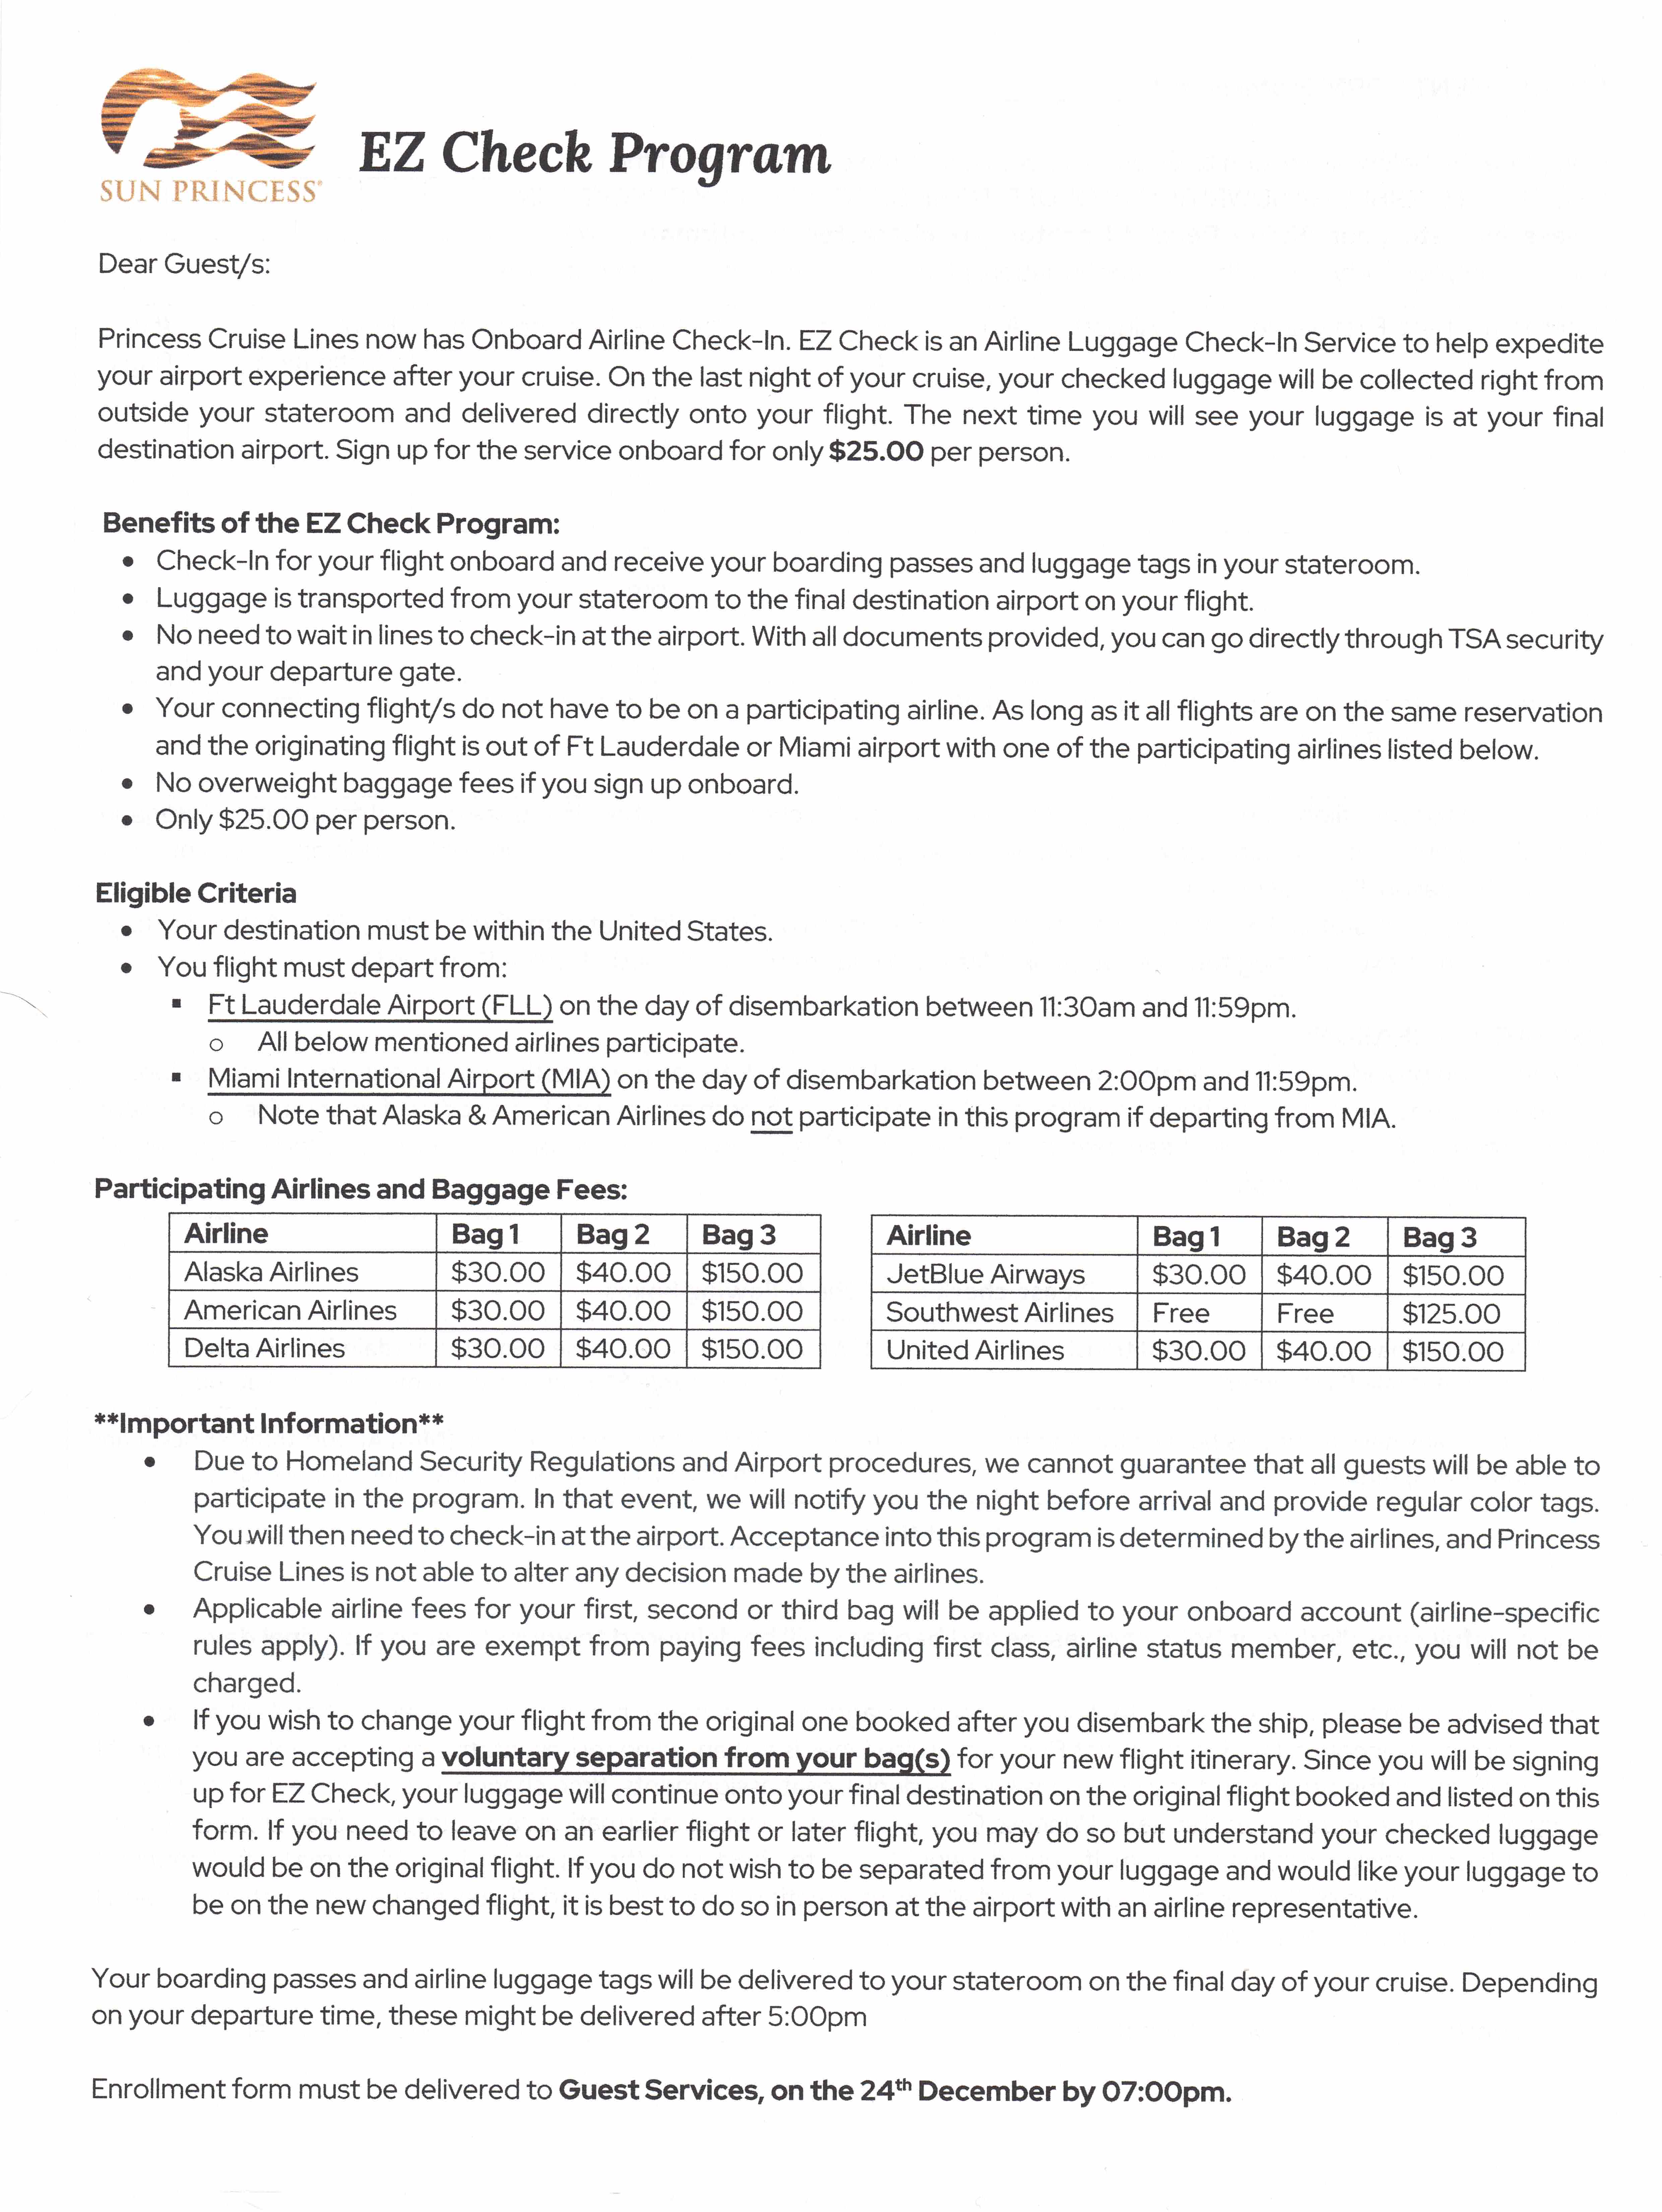 SUN PRINCESS®
EZ Check Program
Dear Guest/s:
Princess Cruise Lines now has Onboard Airline Check-In. EZ Check is an Airline Luggage Check-In Service to help expedite
your airport experience after your cruise. On the last night of your cruise, your checked luggage will be collected right from
outside your stateroom and delivered directly onto your flight. The next time you will see your luggage is at your final
destination airport. Sign up for the service onboard for only $25.00 per person.
Benefits of the EZ Check Program:
• Check-In for your flight onboard and receive your boarding passes and luggage tags in your stateroom.
• Luggage is transported from your stateroom to the final destination airport on your flight.
• No need to wait in lines to check-in at the airport. With all documents provided, you can go directly through TSA security
and your departure gate.
• Your connecting flight/s do not have to be on a participating airline. As long as it all flights are on the same reservation
and the originating flight is out of Ft Lauderdale or Miami airport with one of the participating airlines listed below.
• No overweight baggage fees if you sign up onboard.
• Only $25.00 per person.
Eligible Criteria
• Your destination must be within the United States.
• You flight must depart from:
▪ Ft Lauderdale Airport (FLL) on the day of disembarkation between 11:30am and 11:59pm.
o All below mentioned airlines participate.
▪ Miami International Airport (MIA) on the day of disembarkation between 2:00pm and 11:59pm.
o Note that Alaska & American Airlines do not participate in this program if departing from MIA.
Participating Airlines and Baggage Fees:
Airline Bag 1 Bag 2 Bag 3
Alaska Airlines $30.00 $40.00 $150.00
American Airlines $30.00 $40.00 $150.00
Delta Airlines $30.00 $40.00 $150.00
Airline Bag 1 Bag 2 Bag 3
JetBlue Airways $30.00 $40.00 $150.00
Southwest Airlines Free Free $125.00
United Airlines $30.00 $40.00 $150.00
**Important Information**
• Due to Homeland Security Regulations and Airport procedures, we cannot guarantee that all guests will be able to
participate in the program. In that event, we will notify you the night before arrival and provide regular color tags.
You will then need to check-in at the airport. Acceptance into this program is determined by the airlines, and Princess
Cruise Lines is not able to alter any decision made by the airlines.
• Applicable airline fees for your first, second or third bag will be applied to your onboard account (airline-specific
rules apply). If you are exempt from paying fees including first class, airline status member, etc., you will not be
charged.
• If you wish to change your flight from the original one booked after you disembark the ship, please be advised that
you are accepting a voluntary separation from your bag(s) for your new flight itinerary. Since you will be signing
up for EZ Check, your luggage will continue onto your final destination on the original flight booked and listed on this
form. If you need to leave on an earlier flight or later flight, you may do so but understand your checked luggage
would be on the original flight. If you do not wish to be separated from your luggage and would like your luggage to
be on the new changed flight, it is best to do so in person at the airport with an airline representative.
Your boarding passes and airline luggage tags will be delivered to your stateroom on the final day of your cruise. Depending
on your departure time, these might be delivered after 5:00pm
Enrollment form must be delivered to Guest Services, on the 24th December by 07:00pm.